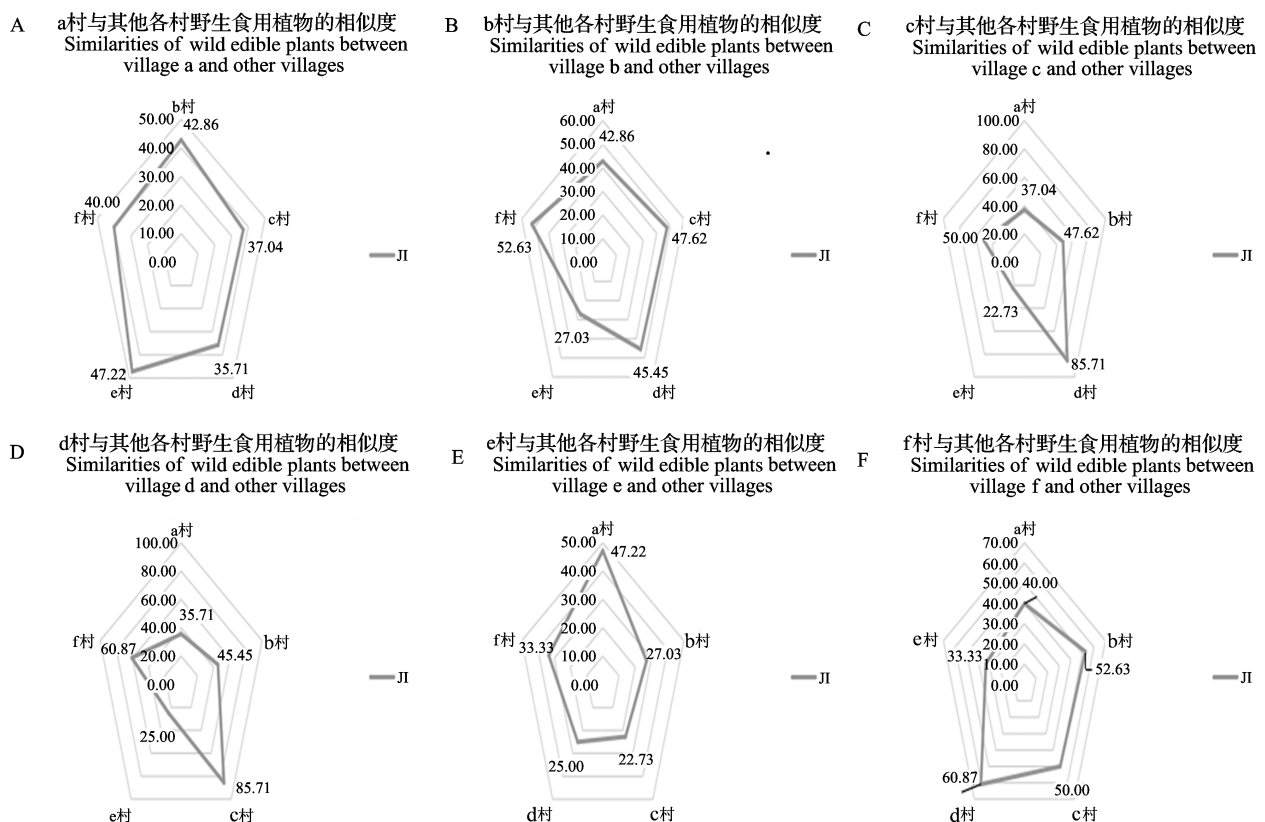 A
a村与其他各村野生食用植物的相似度
Similarities of wild edible plants between
village a and other villages
b村
50.00
42.86
40.00
30.00
20.00
10.00
0.00
40.00
f村
c村
37.04
JI
47.22
e村
35.71
d村
B
b村与其他各村野生食用植物的相似度
Similarities of wild edible plants between
village b and other villages
a村
60.00
42.86
50.00
40.00
30.00
20.00
10.00
0.00
f村
52.63
c村
47.62
JI
27.03
e村
45.45
d村
C
c村与其他各村野生食用植物的相似度
Similarities of wild edible plants between
village c and other villages
a村
100.00
80.00
60.00
40.00
20.00
0.00
37.04
f村
50.00
b村
47.62
JI
22.73
e村
85.71
d村
D
d村与其他各村野生食用植物的相似度
Similarities of wild edible plants between
village d and other villages
a村
100.00
80.00
60.00
40.00
20.00
0.00
35.71
f村
60.87
b村
45.45
JI
25.00
e村
85.71
c村
E
e村与其他各村野生食用植物的相似度
Similarities of wild edible plants between
village e and other villages
a村
50.00
47.22
40.00
30.00
20.00
10.00
0.00
f村
33.33
b村
27.03
JI
25.00
d村
22.73
c村
F
f村与其他各村野生食用植物的相似度
Similarities of wild edible plants between
village f and other villages
a村
70.00
60.00
50.00
40.00
30.00
20.00
10.00
0.00
40.00
e村
33.33
b村
52.63
JI
60.87
d村
50.00
c村